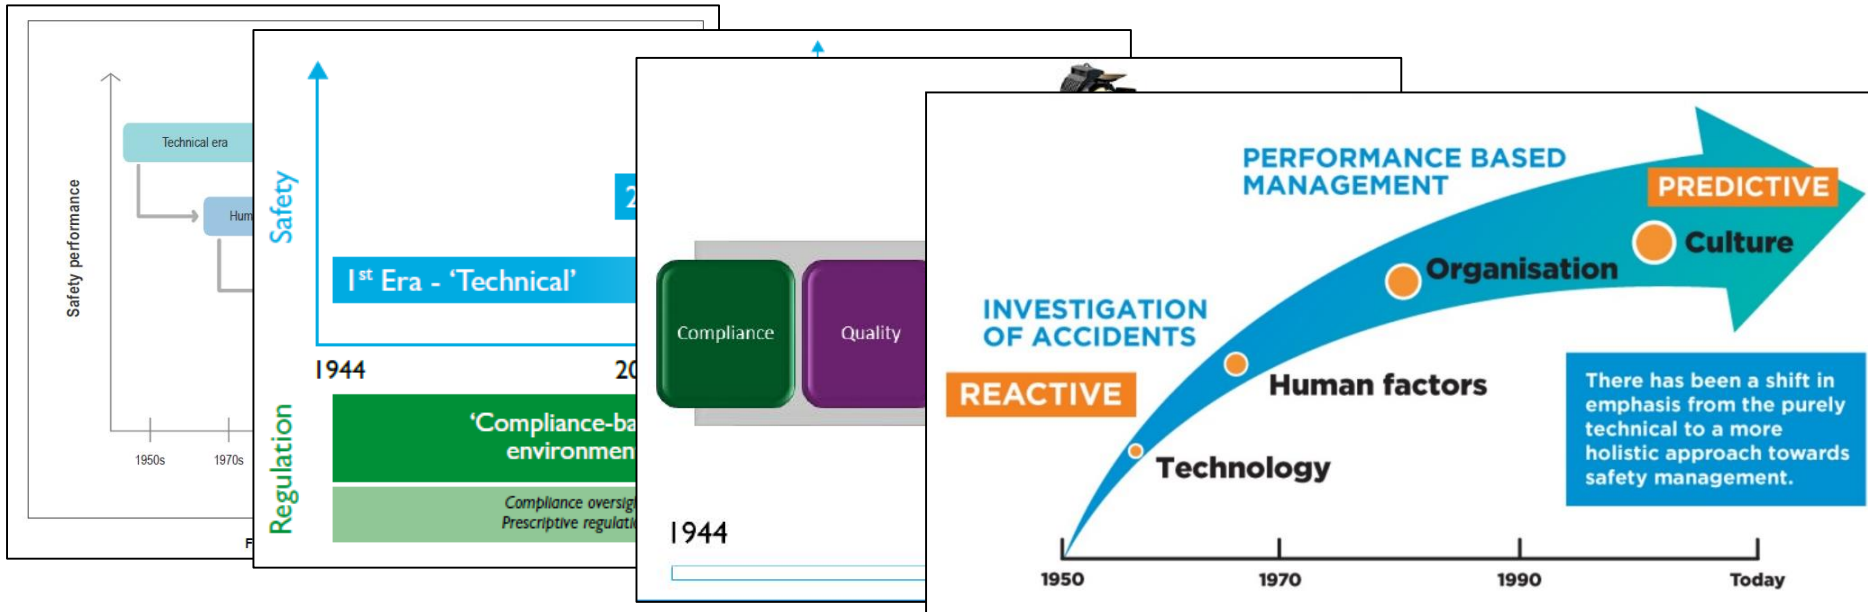 Safety performance
Technical era
Hum
1950s
1970s
F
Safety
1st Era - ‘Technical’
2
1944
20
Regulation
‘Compliance-ba
environmen
Compliance oversig
Prescriptive regulati
Compliance
Quality
1944
PERFORMANCE BASED
MANAGEMENT
PREDICTIVE
Culture
Organisation
INVESTIGATION
OF ACCIDENTS
REACTIVE
Human factors
Technology
There has been a shift in
emphasis from the purely
technical to a more
holistic approach towards
safety management.
1950
1970
1990
Today